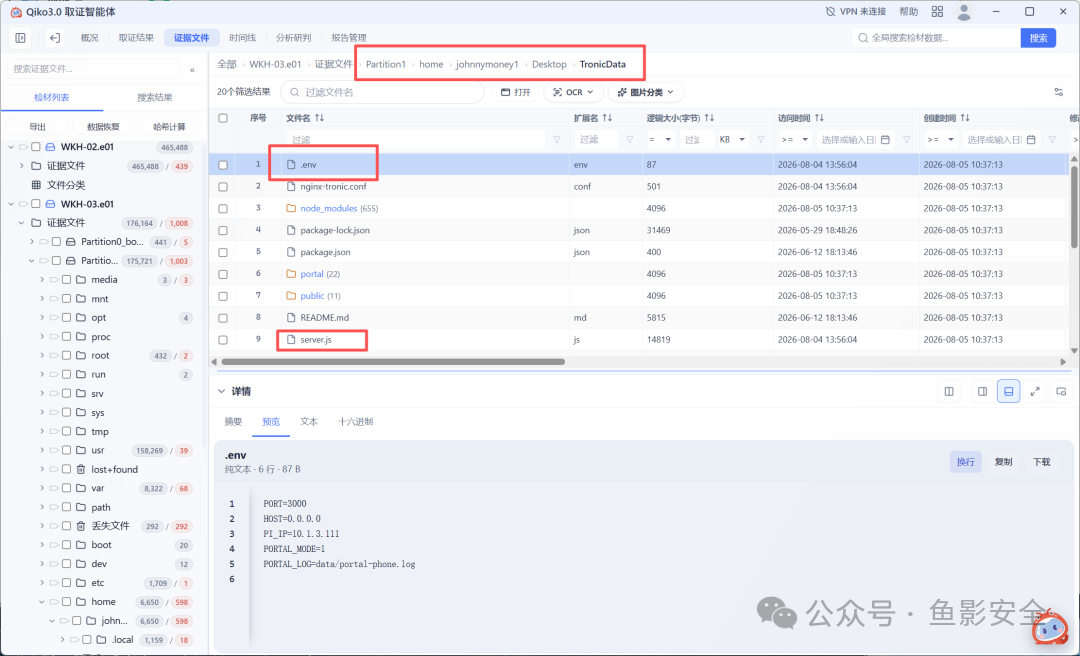 Qiko3.0 取证智能体
VPN 未连接
帮助
概况
取证结果
证据文件
时间线
分析研判
报告管理
全局搜索检材数据...
搜索
搜索证据文件...
«
检材列表
搜索结果
导出
数据恢复
哈希计算
WKH-02.e01 465,488
证据文件 465,488 / 439
文件分类
WKH-03.e01
证据文件 176,164 / 1,008
Partition0_bo... 441 / 5
Partitio... 175,721 / 1,003
media 3 / 3
mnt
opt 4
proc
root 432 / 2
run 2
srv
sys
tmp
usr 158,269 / 39
lost+found
var 8,322 / 68
path
丢失文件 292 / 292
boot 20
dev 12
etc 1,709 / 1
home 6,650 / 598
john... 6,650 / 598
.local 1,159 / 18
全部 › WKH-03.e01 › 证据文件 › Partition1 › home › johnnymoney1 › Desktop › TronicData
20个筛选结果
过滤文件名
打开
OCR
图片分类
序号 文件名 扩展名 逻辑大小(字节) 访问时间 创建时间 修
过滤 过滤 = 过滤 KB >= 选择或输入日 >= 选择或输入日 >
1 .env env 87 2026-08-04 13:56:04 2026-08-05 10:37:13
2 nginx-tronic.conf conf 501 2026-08-04 13:56:04 2026-08-05 10:37:13
3 node_modules (655) 4096 2026-08-05 10:37:13 2026-08-05 10:37:13
4 package-lock.json json 31469 2026-05-29 18:48:26 2026-08-05 10:37:13
5 package.json json 400 2026-06-12 18:13:46 2026-08-05 10:37:13
6 portal (22) 4096 2026-08-05 10:37:13 2026-08-05 10:37:13
7 public (11) 4096 2026-08-05 10:37:13 2026-08-05 10:37:13
8 README.md md 5815 2026-06-12 18:13:46 2026-08-05 10:37:13
9 server.js js 14819 2026-08-04 13:56:04 2026-08-05 10:37:13
详情
摘要
预览
文本
十六进制
.env
纯文本 · 6 行 · 87 B
换行
复制
下载
1 PORT=3000
2 HOST=0.0.0.0
3 PI_IP=10.1.3.111
4 PORTAL_MODE=1
5 PORTAL_LOG=data/portal-phone.log
6
公众号 · 鱼影安全